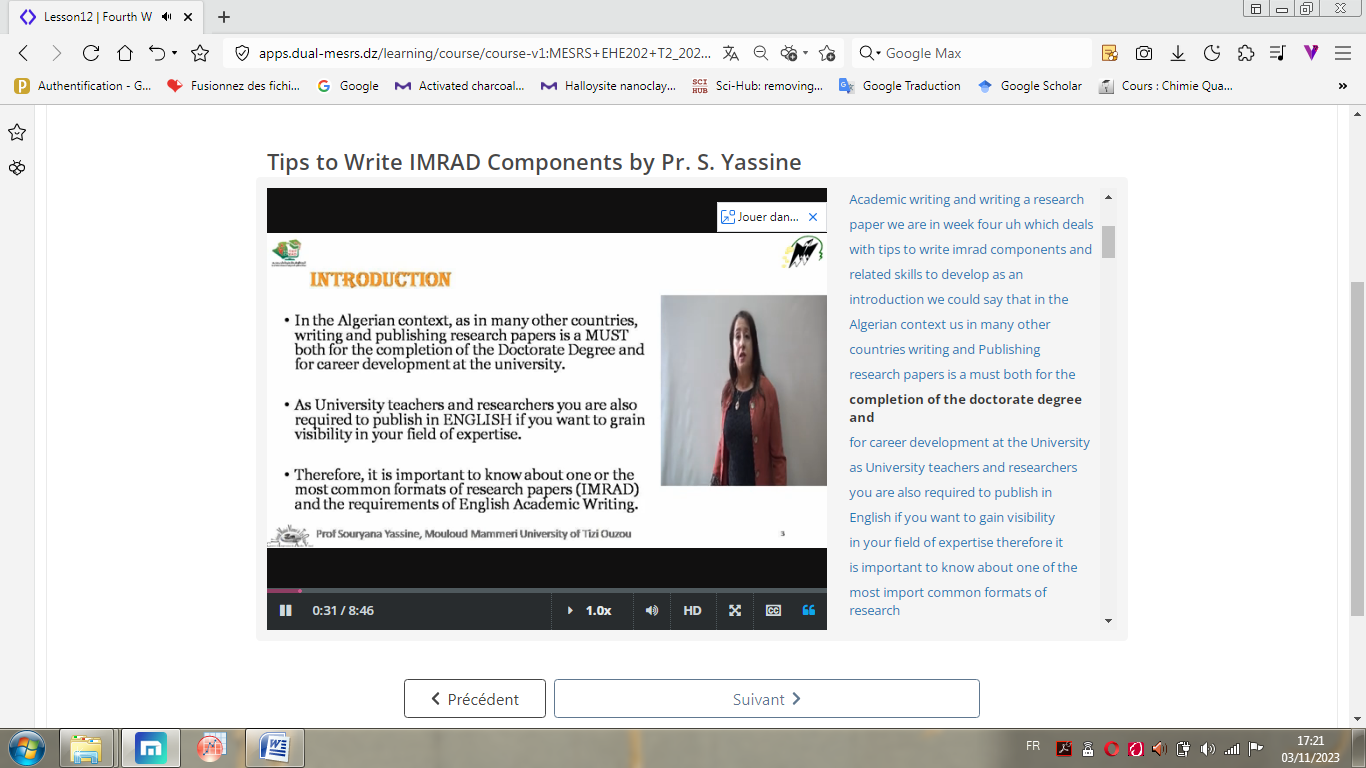 Lesson12 | Fourth W
apps.dual-mesrs.dz/learning/course/course-v1:MESRS+EHE202+T2_202...
Google Max
Authentification - G...
Fusionnez des fichi...
Google
Activated charcoal...
Halloysite nanoclay...
SCI HUB
Sci-Hub: removing...
Google Traduction
Google Scholar
Cours : Chimie Qua...
Tips to Write IMRAD Components by Pr. S. Yassine
Jouer dan...
INTRODUCTION
• In the Algerian context, as in many other countries,
writing and publishing research papers is a MUST
both for the completion of the Doctorate Degree and
for career development at the university.
• As University teachers and researchers you are also
required to publish in ENGLISH if you want to grain
visibility in your field of expertise.
• Therefore, it is important to know about one or the
most common formats of research papers (IMRAD)
and the requirements of English Academic Writing.
Prof Souryana Yassine, Mouloud Mammeri University of Tizi Ouzou
3
0:31 / 8:46
1.0x
HD
CC
Academic writing and writing a research
paper we are in week four uh which deals
with tips to write imrad components and
related skills to develop as an
introduction we could say that in the
Algerian context us in many other
countries writing and Publishing
research papers is a must both for the
completion of the doctorate degree
and
for career development at the University
as University teachers and researchers
you are also required to publish in
English if you want to gain visibility
in your field of expertise therefore it
is important to know about one of the
most import common formats of
research
Précédent
Suivant
FR
17:21
03/11/2023